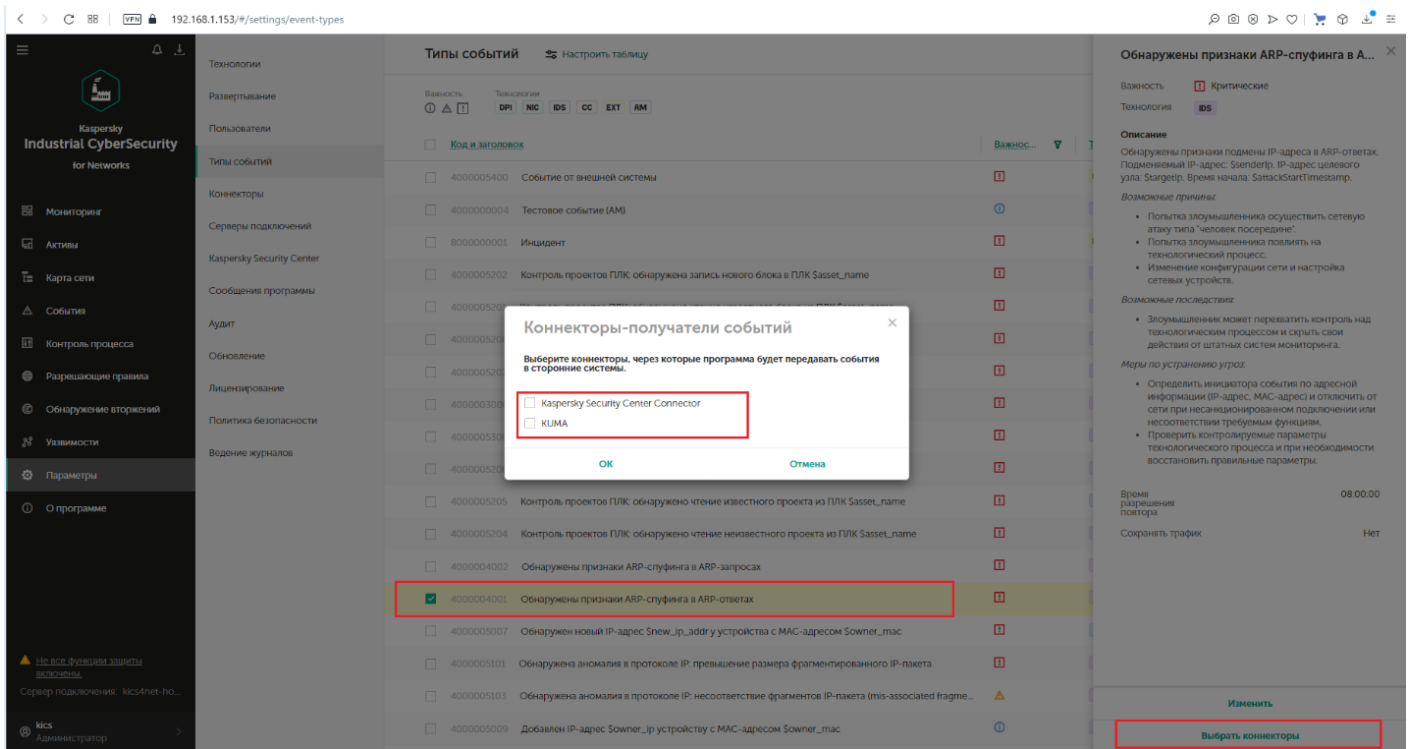 VPN 192.168.1.153/#/settings/event-types
Kaspersky
Industrial CyberSecurity
for Networks
Мониторинг
Активы
Карта сети
События
Контроль процесса
Разрешающие правила
Обнаружение вторжений
Уязвимости
Параметры
О программе
Не все функции защиты
включены.
Сервер подключения: kics4net-ho...
kics
Администратор
Технологии
Развертывание
Пользователи
Типы событий
Коннекторы
Серверы подключений
Kaspersky Security Center
Сообщения программы
Аудит
Обновление
Лицензирование
Политика безопасности
Ведение журналов
Типы событий
Настроить таблицу
Важность
Технологии
DPI NIC IDS CC EXT AM
Код и заголовок
Важнос...
4000005400 Событие от внешней системы
4000000004 Тестовое событие (AM)
8000000001 Инцидент
4000005202 Контроль проектов ПЛК: обнаружена запись нового блока в ПЛК $asset_name
Коннекторы-получатели событий
Выберите коннекторы, через которые программа будет передавать события
в сторонние системы.
Kaspersky Security Center Connector
KUMA
ОК
Отмена
4000005205 Контроль проектов ПЛК: обнаружено чтение известного проекта из ПЛК $asset_name
4000005204 Контроль проектов ПЛК: обнаружено чтение неизвестного проекта из ПЛК $asset_name
4000004002 Обнаружены признаки ARP-спуфинга в ARP-запросах
4000004001 Обнаружены признаки ARP-спуфинга в ARP-ответах
4000005007 Обнаружен новый IP-адрес $new_ip_addr у устройства с MAC-адресом $owner_mac
4000005101 Обнаружена аномалия в протоколе IP: превышение размера фрагментированного IP-пакета
4000005103 Обнаружена аномалия в протоколе IP: несоответствие фрагментов IP-пакета (mis-associated fragme...
4000005009 Добавлен IP-адрес $owner_ip устройству с MAC-адресом $owner_mac
Обнаружены признаки ARP-спуфинга в A...
Важность
Критические
Технология
IDS
Описание
Обнаружены признаки подмены IP-адреса в ARP-ответах.
Подменяемый IP-адрес: $senderIp. IP-адрес целевого
узла: $targetIp. Время начала: $attackStartTimestamp.
Возможные причины:
• Попытка злоумышленника осуществить сетевую
атаку типа "человек посередине".
• Попытка злоумышленника повлиять на
технологический процесс.
• Изменение конфигурации сети и настройка
сетевых устройств.
Возможные последствия:
• Злоумышленник может перехватить контроль над
технологическим процессом и скрыть свои
действия от штатных систем мониторинга.
Меры по устранению угроз:
• Определить инициатора события по адресной
информации (IP-адрес, MAC-адрес) и отключить от
сети при несанкционированном подключении или
несоответствии требуемым функциям.
• Проверить контролируемые параметры
технологического процесса и при необходимости
восстановить правильные параметры.
Время
разрешения
повтора
08:00:00
Сохранять трафик
Нет
Изменить
Выбрать коннекторы